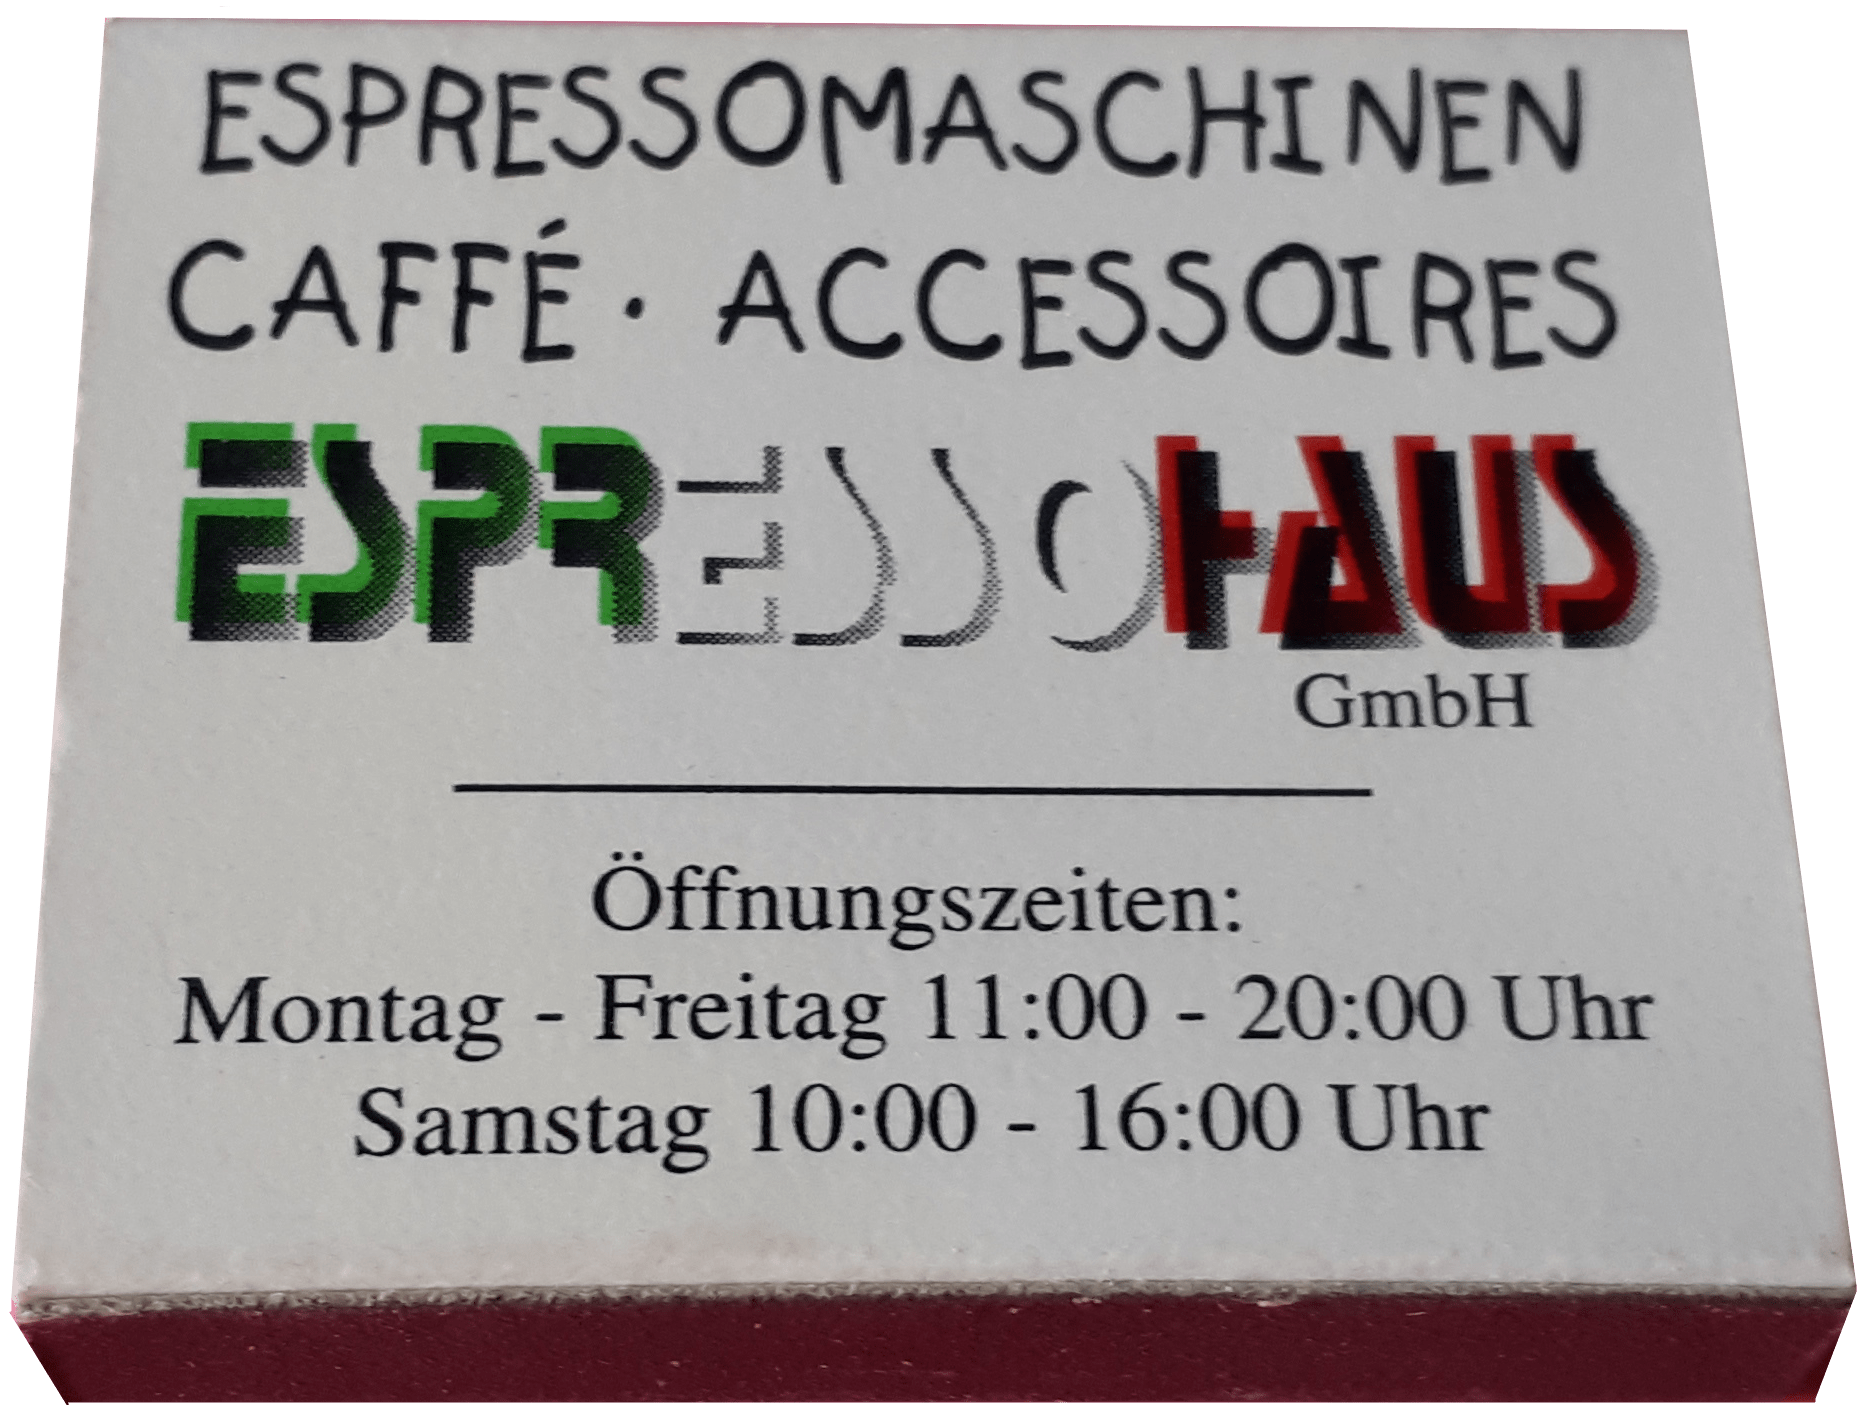 ESPRESSOMASCHINEN
CAFFÉ · ACCESSOIRES
ESPRESSOHAUS
GmbH
Öffnungszeiten:
Montag - Freitag 11:00 - 20:00 Uhr
Samstag 10:00 - 16:00 Uhr